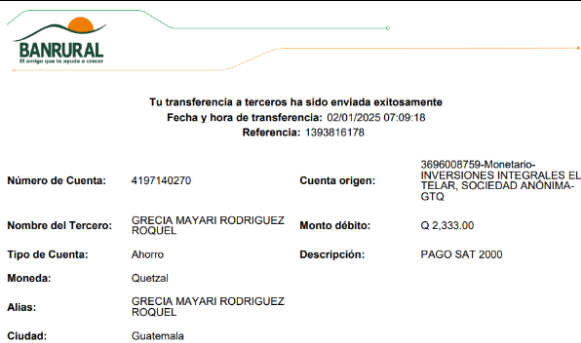 BANRURAL
El amigo que te ayuda a crecer
Tu transferencia a terceros ha sido enviada exitosamente
Fecha y hora de transferencia: 02/01/2025 07:09:18
Referencia: 1393816178
Número de Cuenta: 4197140270
Cuenta origen: 3696008759-Monetario-
INVERSIONES INTEGRALES EL
TELAR, SOCIEDAD ANÓNIMA-
GTQ
Nombre del Tercero: GRECIA MAYARI RODRIGUEZ
ROQUEL
Monto débito: Q 2,333.00
Tipo de Cuenta: Ahorro
Descripción: PAGO SAT 2000
Moneda: Quetzal
Alias: GRECIA MAYARI RODRIGUEZ
ROQUEL
Ciudad: Guatemala